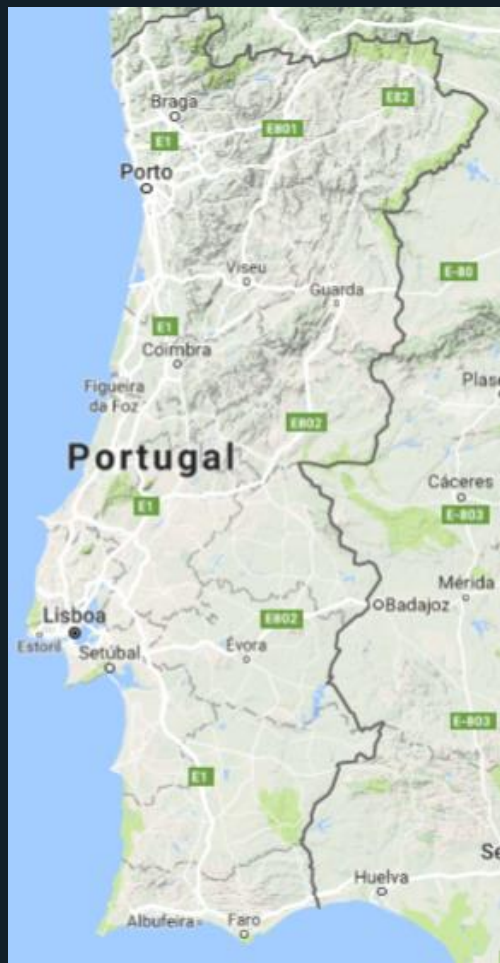 Braga
E82
E801
E1
Porto
Viseu
E-80
Guarda
E1
Coimbra
Figueira
da Foz
Plase
E802
Portugal
Cáceres
E1
E-803
Mérida
Badajoz
Lisboa
E802
Estoril
Évora
Setúbal
E-803
E1
Se
Huelva
Albufeira
Faro